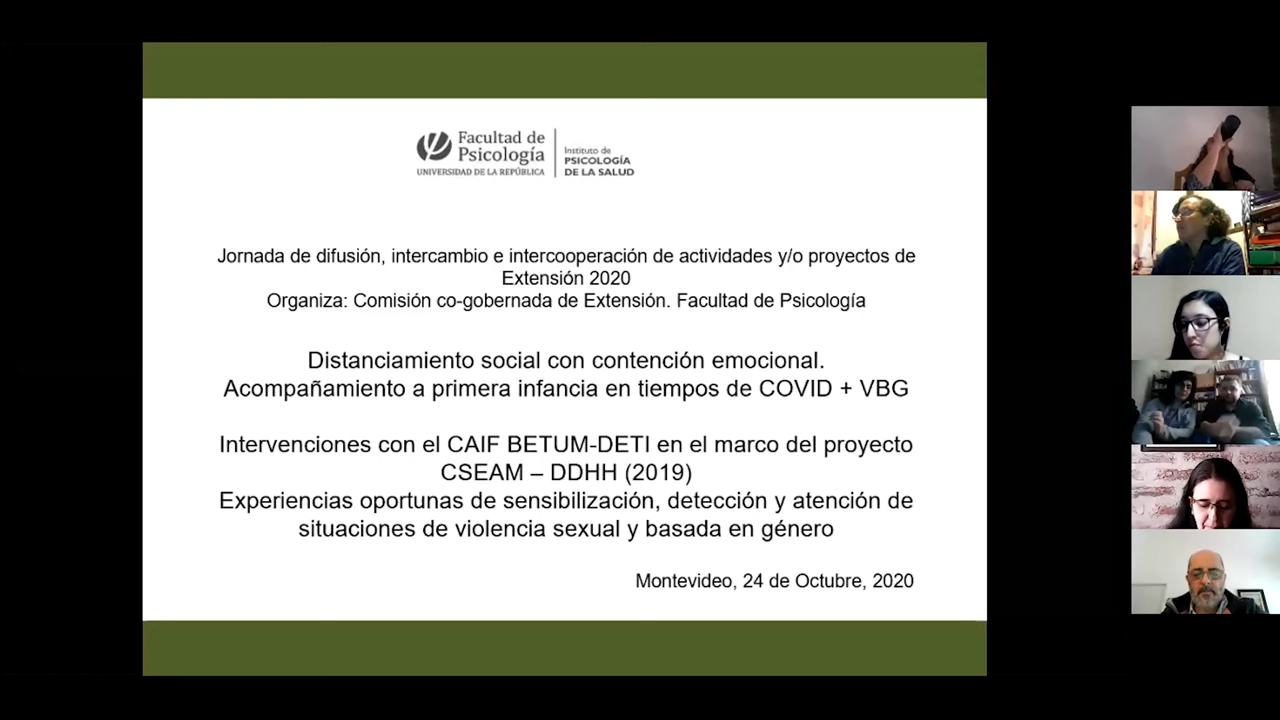 Facultad de
Psicología
UNIVERSIDAD DE LA REPÚBLICA
Instituto de
PSICOLOGÍA
DE LA SALUD
Jornada de difusión, intercambio e intercooperación de actividades y/o proyectos de
Extensión 2020
Organiza: Comisión co-gobernada de Extensión. Facultad de Psicología
Distanciamiento social con contención emocional.
Acompañamiento a primera infancia en tiempos de COVID + VBG
Intervenciones con el CAIF BETUM-DETI en el marco del proyecto
CSEAM – DDHH (2019)
Experiencias oportunas de sensibilización, detección y atención de
situaciones de violencia sexual y basada en género
Montevideo, 24 de Octubre, 2020